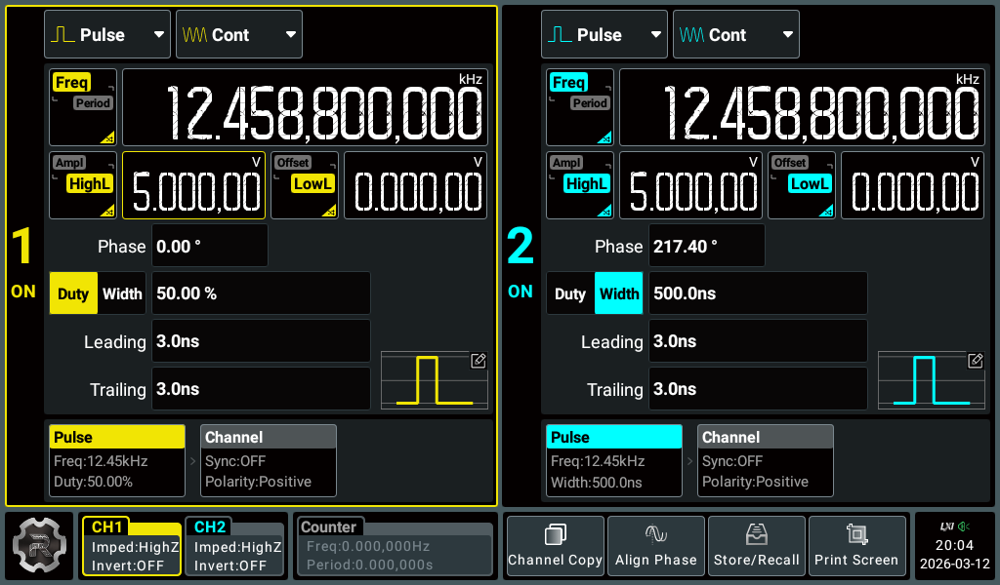 Pulse Cont
Freq Period 12.458,800,000 kHz
Ampl HighL 5.000,00 V Offset LowL 0.000,00 V
1 ON
Phase 0.00 °
Duty Width 50.00 %
Leading 3.0ns
Trailing 3.0ns
Pulse
Freq:12.45kHz
Duty:50.00%
Channel
Sync:OFF
Polarity:Positive
Pulse Cont
Freq Period 12.458,800,000 kHz
Ampl HighL 5.000,00 V Offset LowL 0.000,00 V
2 ON
Phase 217.40 °
Duty Width 500.0ns
Leading 3.0ns
Trailing 3.0ns
Pulse
Freq:12.45kHz
Width:500.0ns
Channel
Sync:OFF
Polarity:Positive
R
CH1
Imped:HighZ
Invert:OFF
CH2
Imped:HighZ
Invert:OFF
Counter
Freq:0.000,000Hz
Period:0.000,000s
Channel Copy
Align Phase
Store/Recall
Print Screen
LXI
20:04
2026-03-12